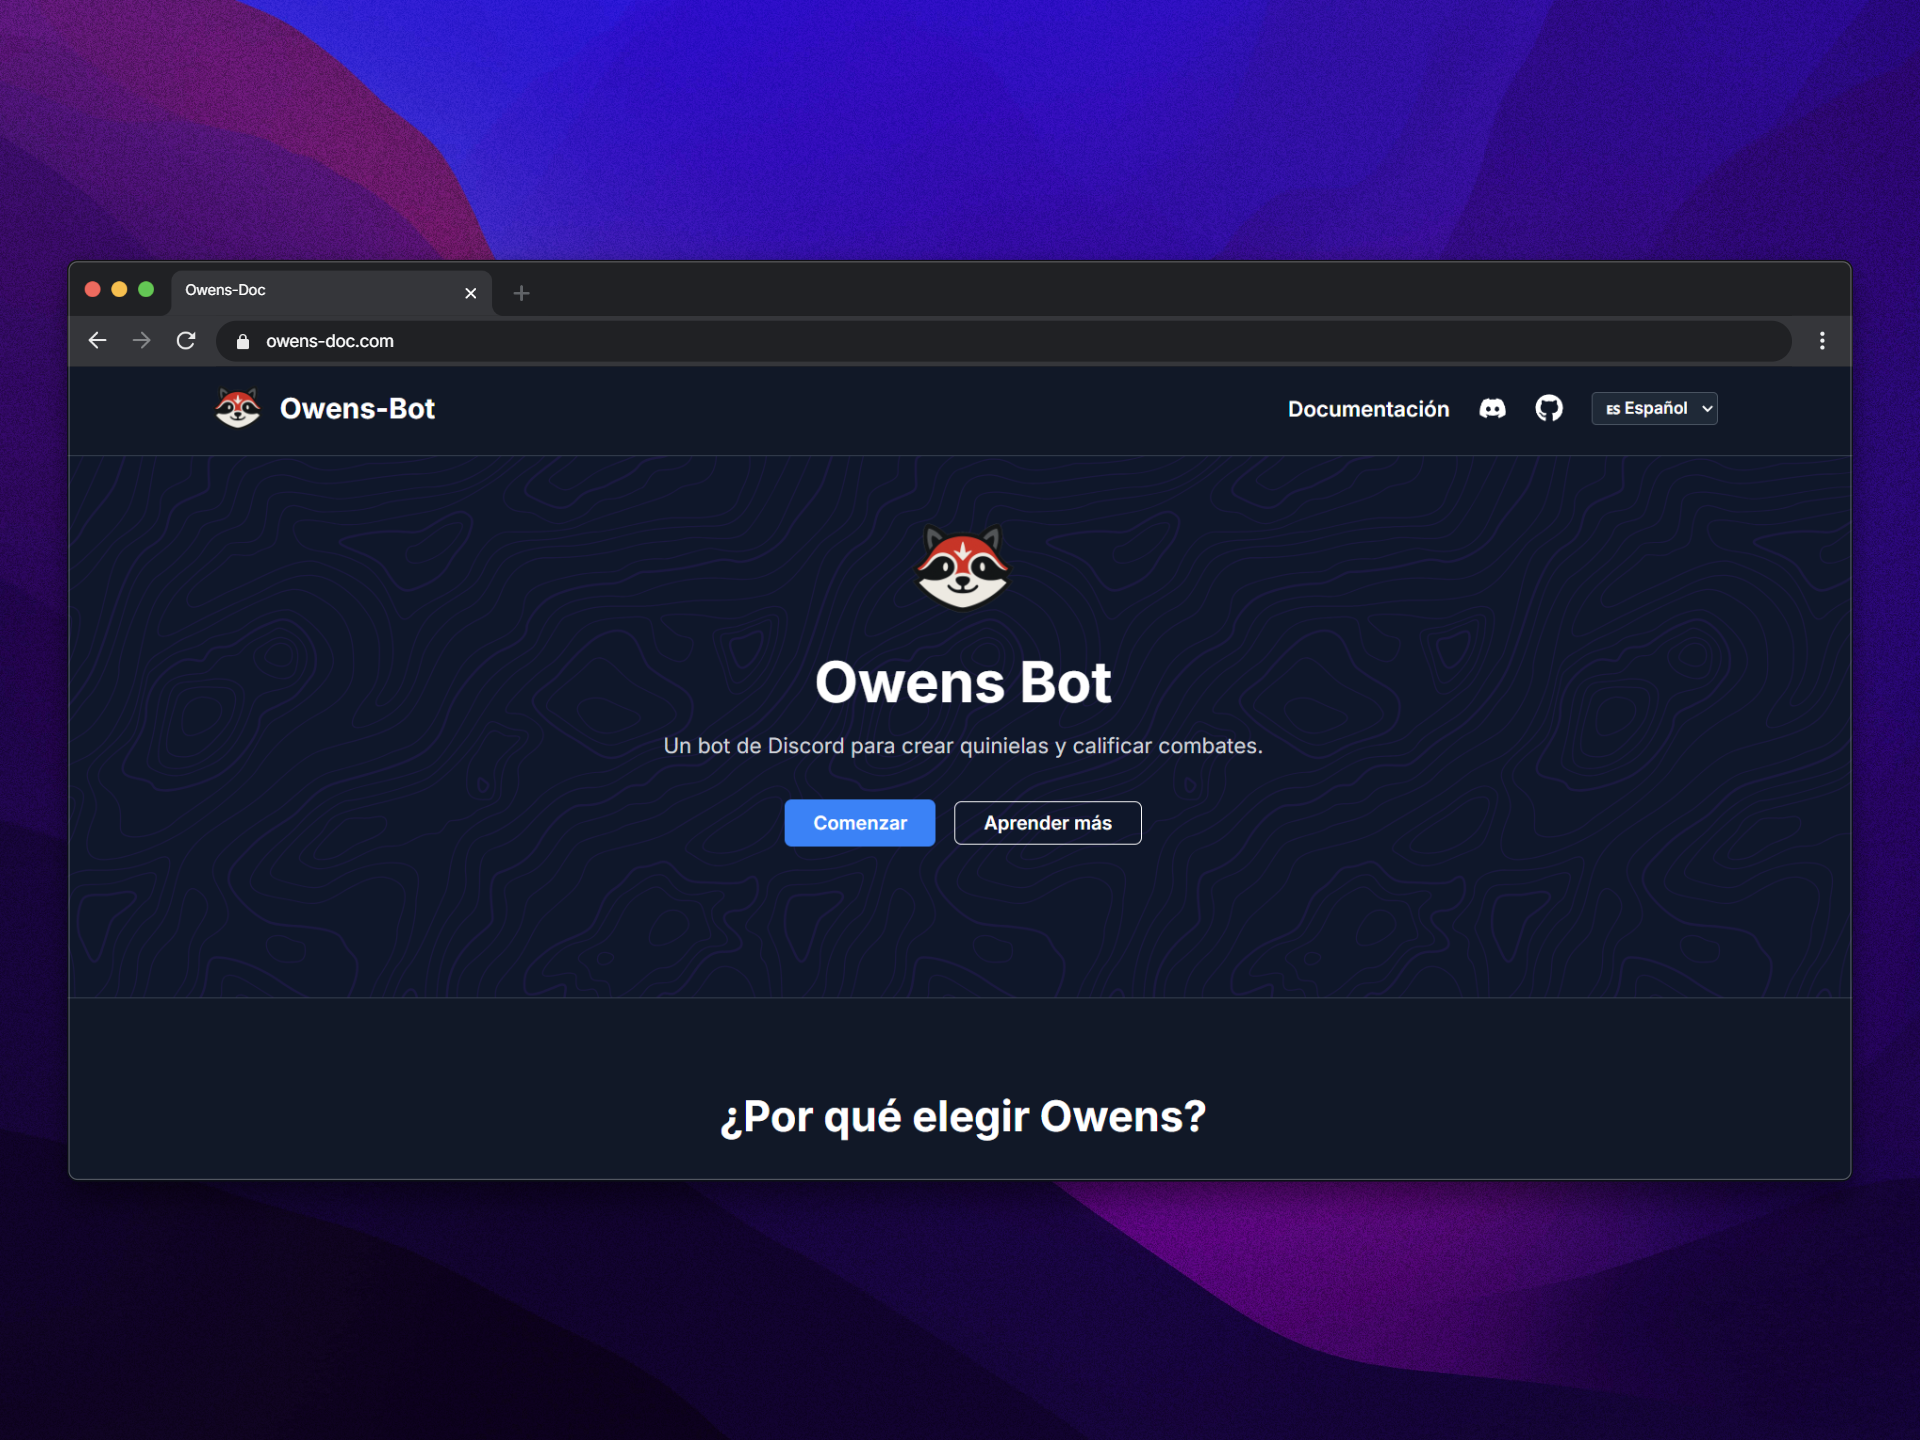 Owens-Doc
owens-doc.com
Owens-Bot
Documentación
ES Español
Owens Bot
Un bot de Discord para crear quinielas y calificar combates.
Comenzar
Aprender más
¿Por qué elegir Owens?